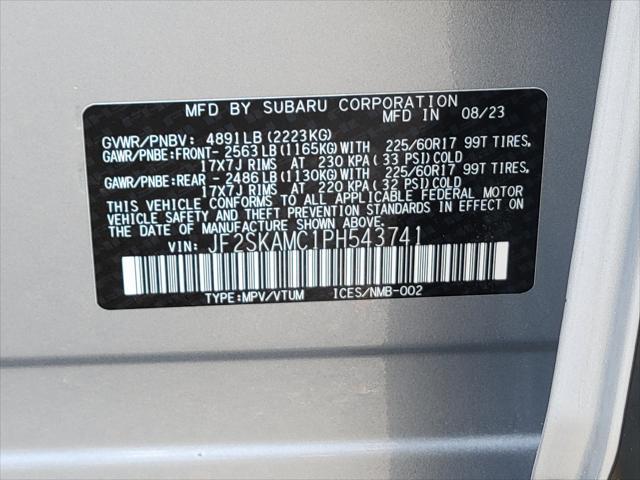 MFD BY SUBARU CORPORATION
MFD IN 08/23
GVWR/PNBV: 4891LB(2223KG)
GAWR/PNBE:FRONT- 2563LB(1165KG)WITH 225/60R17 99T TIRES,
17X7J RIMS AT 230 KPA(33 PSI)COLD
GAWR/PNBE:REAR - 2486LB(1130KG)WITH 225/60R17 99T TIRES,
17X7J RIMS AT 220 KPA(32 PSI)COLD
THIS VEHICLE CONFORMS TO ALL APPLICABLE FEDERAL MOTOR
VEHICLE SAFETY AND THEFT PREVENTION STANDARDS IN EFFECT ON
THE DATE OF MANUFACTURE SHOWN ABOVE.
VIN: JF2SKAMC1PH543741
TYPE:MPV/VTUM ICES/NMB-002